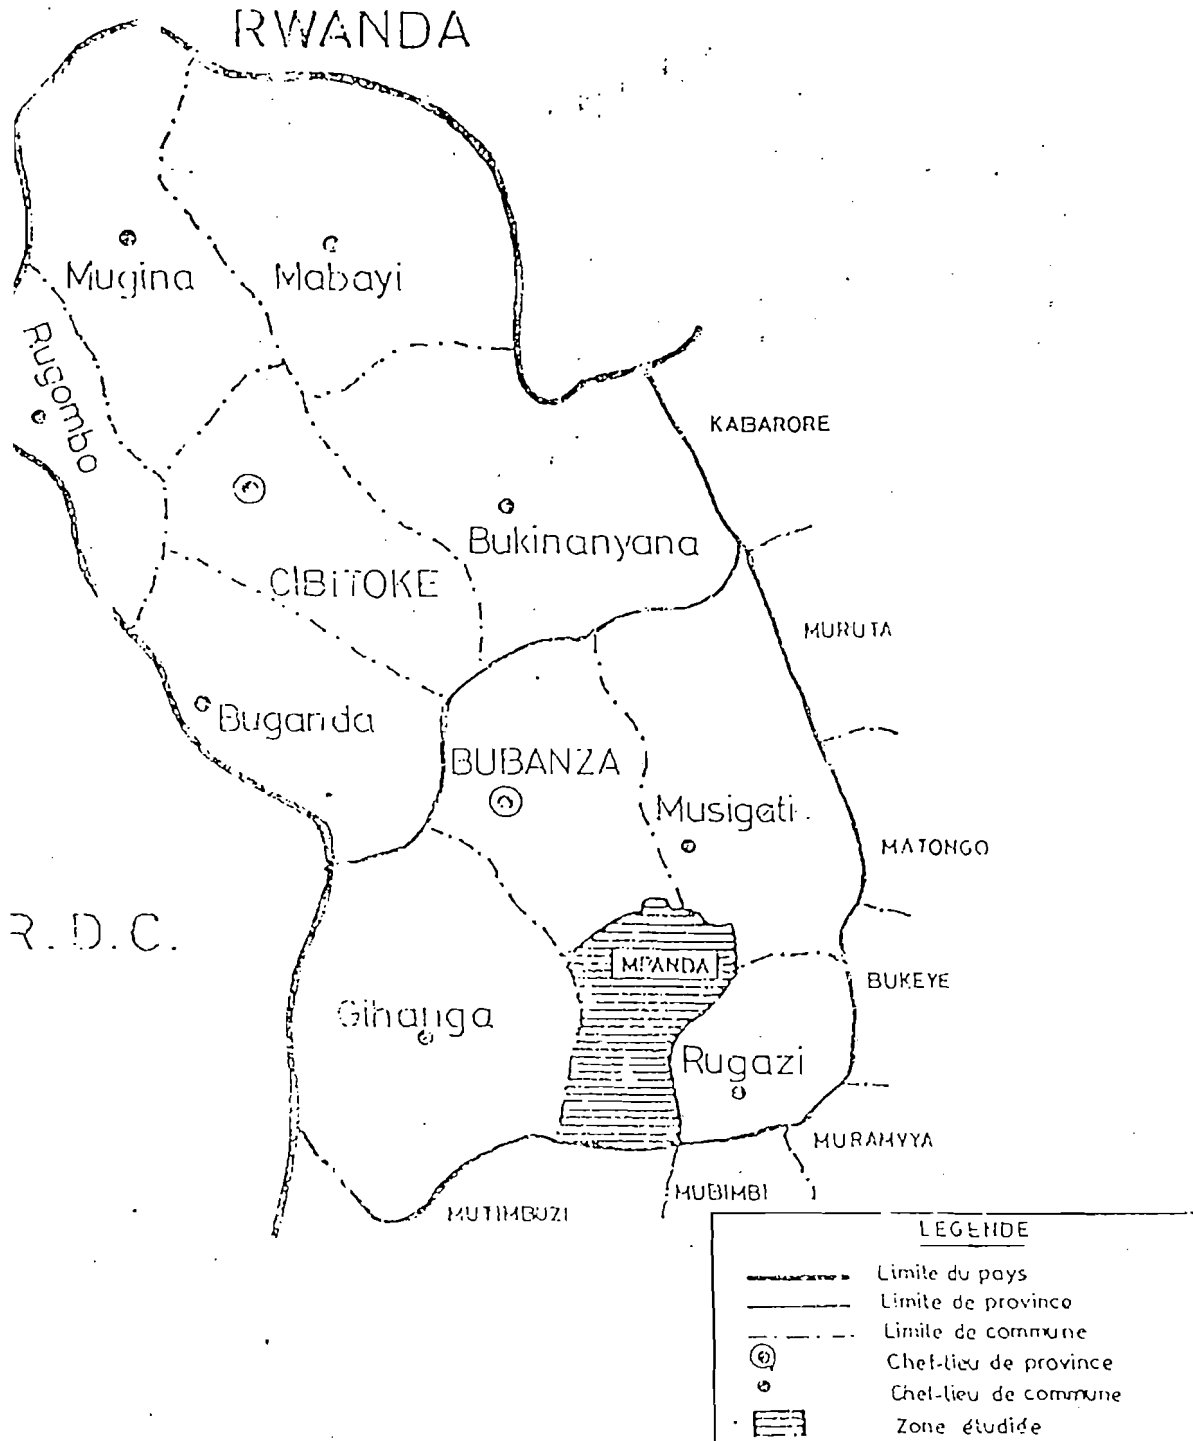 RWANDA
Mugina
Mabayi
Rugombo
KABARORE
Bukinanyana
CIBITOKE
MURUTA
Buganda
BUBANZA
Musigati
MATONGO
R.D.C.
MPANDA
BUKEYE
Gihanga
Rugazi
MURAMVYA
MUBIMBI
MUTIMBUZI
LEGENDE
Limite du pays
Limite de province
Limite de commune
Chef-lieu de province
Chef-lieu de commune
Zone étudiée